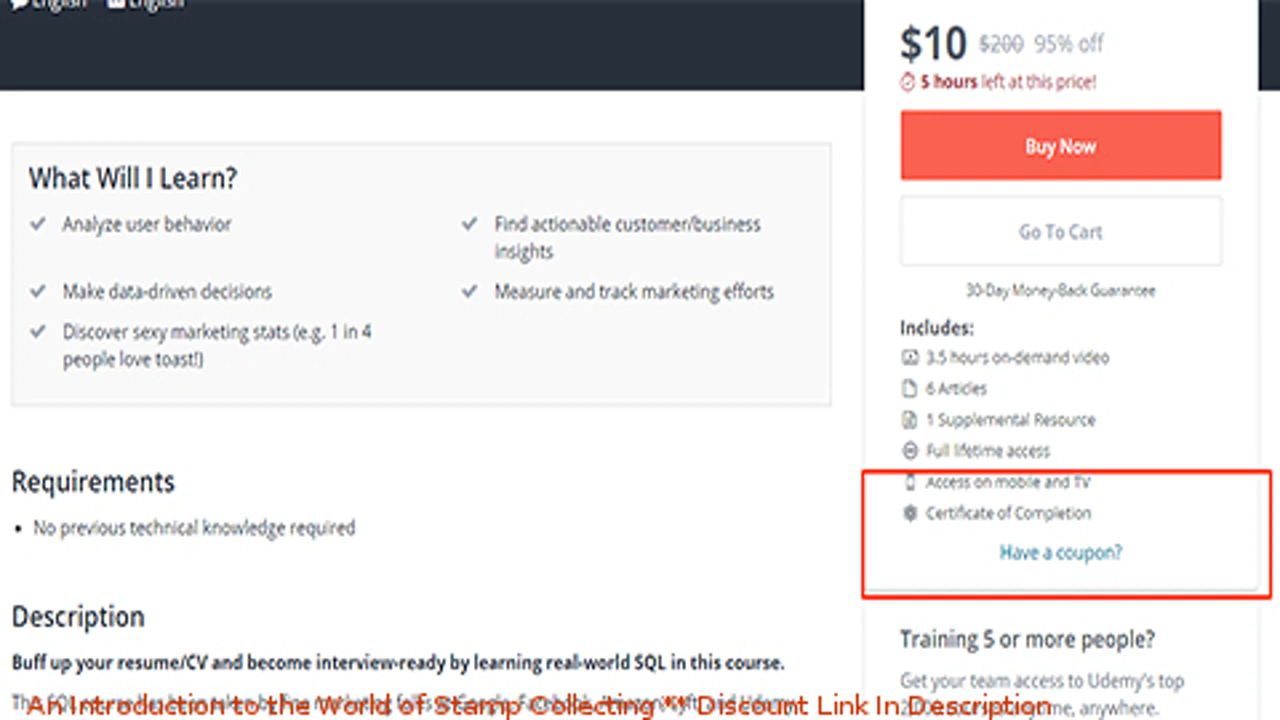 English English
What Will I Learn?
Analyze user behavior
Find actionable customer/business
insights
Make data-driven decisions
Measure and track marketing efforts
Discover sexy marketing stats (e.g. 1 in 4
people love toast!)
Requirements
• No previous technical knowledge required
Description
Buff up your resume/CV and become interview-ready by learning real-world SQL in this course.
$10 $200 95% off
5 hours left at this price!
Buy Now
Go To Cart
30-Day Money-Back Guarantee
Includes:
3.5 hours on-demand video
6 Articles
1 Supplemental Resource
Full lifetime access
Access on mobile and TV
Certificate of Completion
Have a coupon?
Training 5 or more people?
Get your team access to Udemy's top
anywhere.
An Introduction to the World of Stamp Collecting *** Discount Link In Description